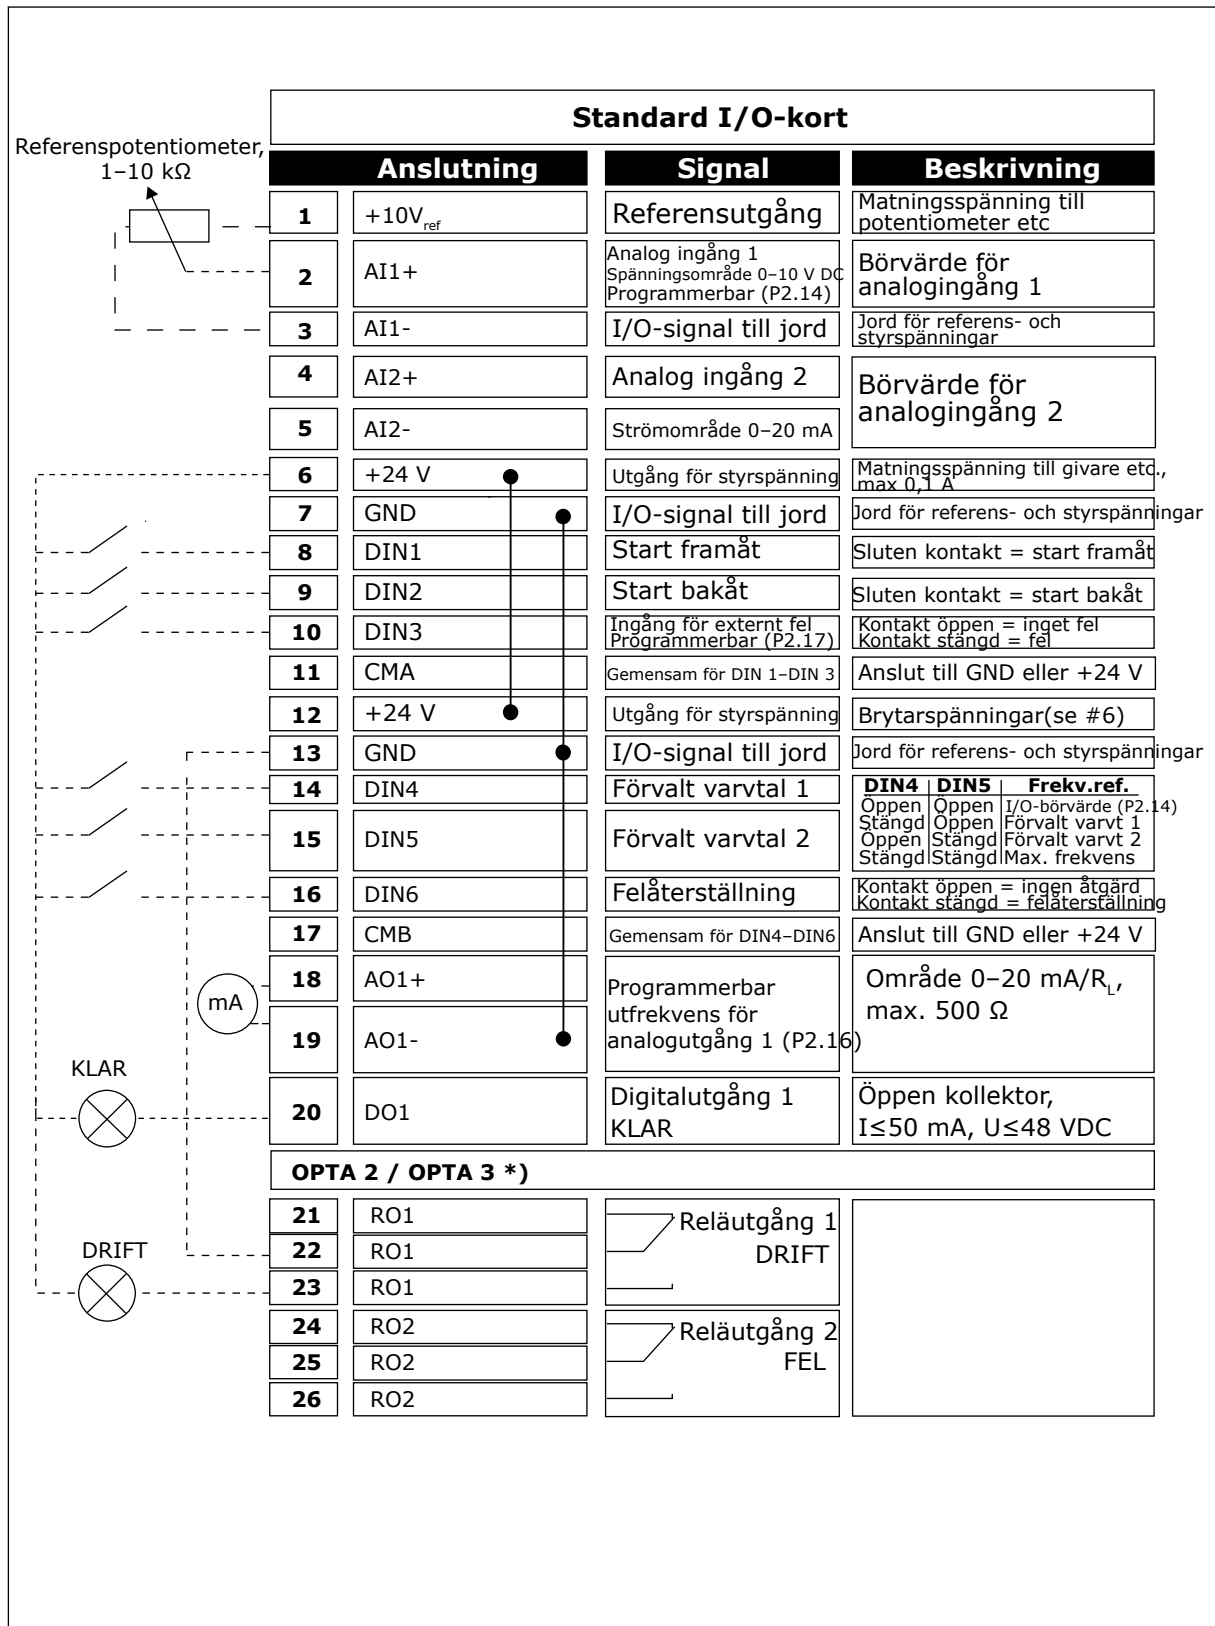 Standard I/O-kort
Referenspotentiometer,
1–10 kΩ
Anslutning Signal Beskrivning
1 +10Vref Referensutgång Matningsspänning till
potentiometer etc
2 AI1+ Analog ingång 1
Spänningsområde 0–10 V DC
Programmerbar (P2.14)
Börvärde för
analogingång 1
3 AI1- I/O-signal till jord Jord för referens- och
styrspänningar
4 AI2+ Analog ingång 2
Börvärde för
analogingång 2
5 AI2- Strömområde 0–20 mA
6 +24 V Utgång för styrspänning Matningsspänning till givare etc.,
max 0,1 A
7 GND I/O-signal till jord Jord för referens- och styrspänningar
8 DIN1 Start framåt Sluten kontakt = start framåt
9 DIN2 Start bakåt Sluten kontakt = start bakåt
10 DIN3 Ingång för externt fel
Programmerbar (P2.17)
Kontakt öppen = inget fel
Kontakt stängd = fel
11 CMA Gemensam för DIN 1–DIN 3 Anslut till GND eller +24 V
12 +24 V Utgång för styrspänning Brytarspänningar(se #6)
13 GND I/O-signal till jord Jord för referens- och styrspänningar
14 DIN4 Förvalt varvtal 1
15 DIN5 Förvalt varvtal 2
DIN4 DIN5 Frekv.ref.
Öppen Öppen I/O-börvärde (P2.14)
Stängd Öppen Förvalt varvt 1
Öppen Stängd Förvalt varvt 2
Stängd Stängd Max. frekvens
16 DIN6 Felåterställning Kontakt öppen = ingen åtgärd
Kontakt stängd = felåterställning
17 CMB Gemensam för DIN4–DIN6 Anslut till GND eller +24 V
mA
18 AO1+
19 AO1-
Programmerbar
utfrekvens för
analogutgång 1 (P2.16)
Område 0–20 mA/RL,
max. 500 Ω
KLAR
20 DO1 Digitalutgång 1
KLAR
Öppen kollektor,
I≤50 mA, U≤48 VDC
OPTA 2 / OPTA 3 *)
21 RO1 Reläutgång 1
DRIFT
22 RO1 DRIFT
23 RO1
24 RO2 Reläutgång 2
25 RO2 FEL
26 RO2